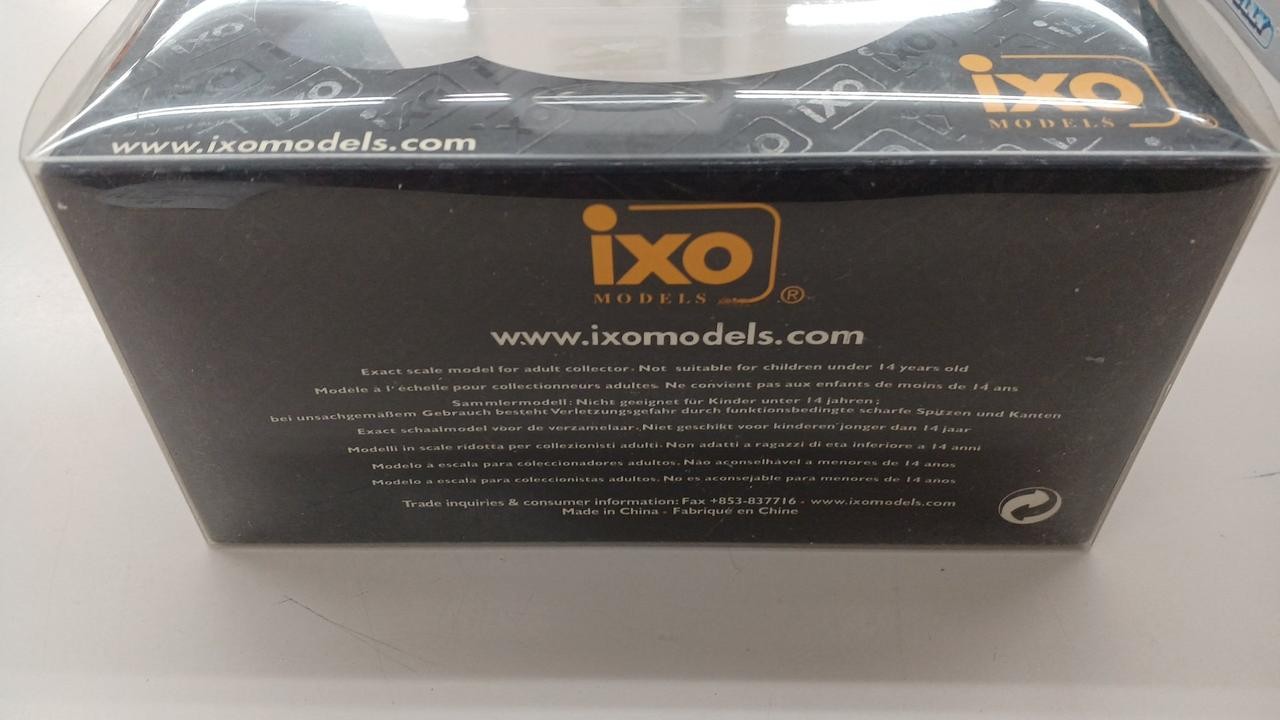 ixo
MODELS
www.ixomodels.com
ixo
MODELS ®
www.ixomodels.com
Exact scale model for adult collector. Not suitable for children under 14 years old
Modèle à l'échelle pour collectionneurs adultes. Ne convient pas aux enfants de moins de 14 ans
Sammlermodell: Nicht geeignet für Kinder unter 14 jahren;
bei unsachgemäßem Gebrauch besteht Verletzungsgefahr durch funktionsbedingte scharfe Spitzen und Kanten
Exact schaalmodel voor de verzamelaar. Niet geschikt voor kinderen jonger dan 14 jaar
Modelli in scale ridotta per collezionisti adulti. Non adatti a ragazzi di eta inferiore a 14 anni
Modelo à escala para coleccionadores adultos. Não aconselhável a menores de 14 anos
Modelo a escala para coleccionistas adultos. No es aconsejable para menores de 14 años
Trade inquiries & consumer information: Fax +853-837716 - www.ixomodels.com
Made in China - Fabriqué en Chine